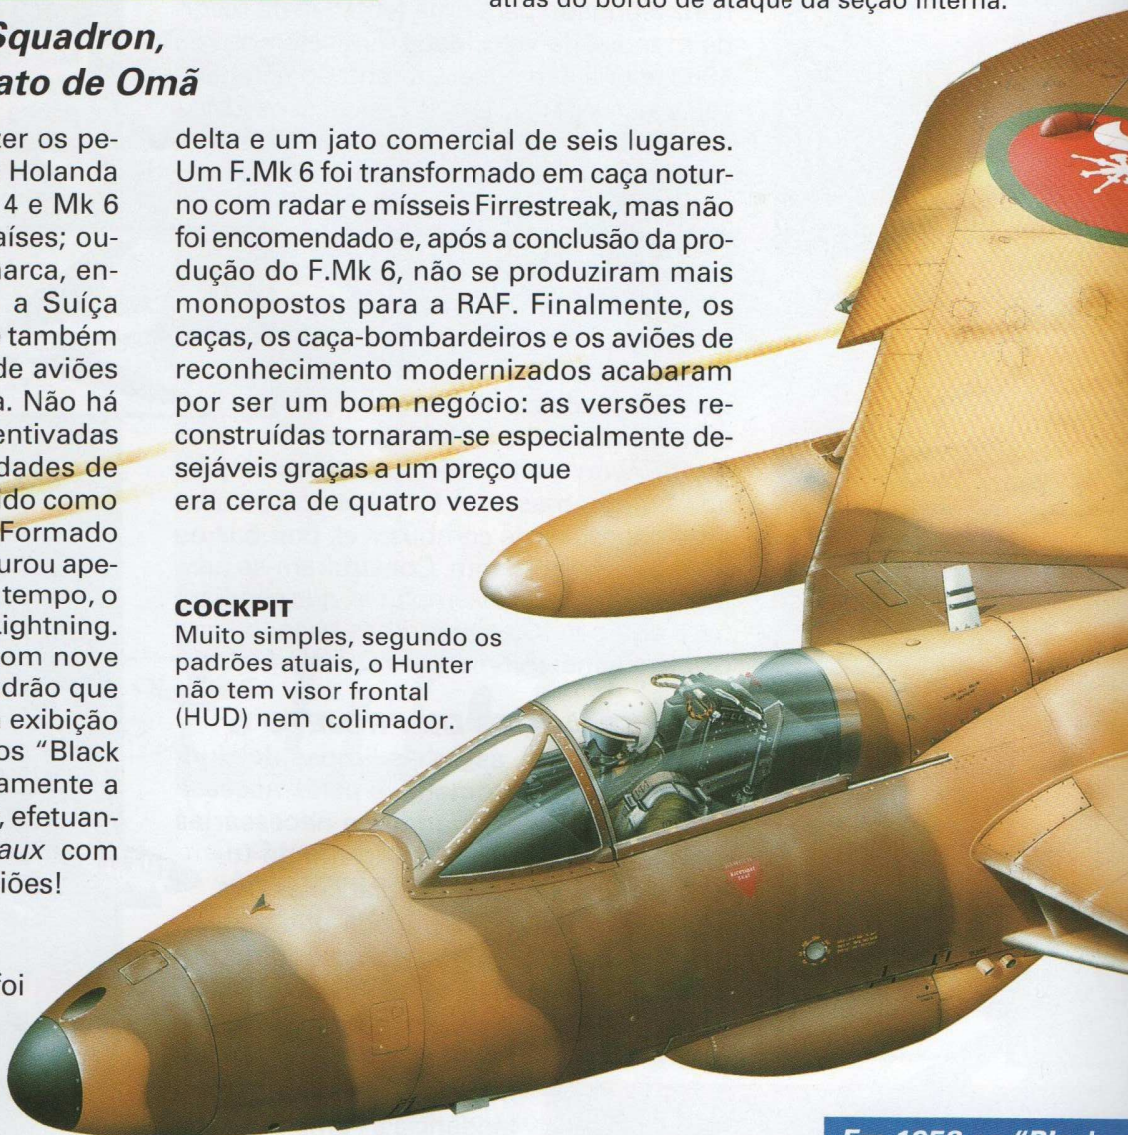 atrás do bordo de ataque da seção interna.
Squadron,
ato de Omã
zer os pe-
Holanda
4 e Mk 6
aíses; ou-
marca, en-
a Suíça
também
de aviões
a. Não há
entivadas
dades de
do como
Formado
urou ape-
tempo, o
Lightning.
om nove
drão que
exibição
os “Black
amente a
, efetuan-
aux com
iões!
foi
delta e um jato comercial de seis lugares.
Um F.Mk 6 foi transformado em caça notur-
no com radar e mísseis Firrestreak, mas não
foi encomendado e, após a conclusão da pro-
dução do F.Mk 6, não se produziram mais
monopostos para a RAF. Finalmente, os
caças, os caça-bombardeiros e os aviões de
reconhecimento modernizados acabaram
por ser um bom negócio: as versões re-
construídas tornaram-se especialmente de-
sejáveis graças a um preço que
era cerca de quatro vezes
COCKPIT
Muito simples, segundo os
padrões atuais, o Hunter
não tem visor frontal
(HUD) nem colimador.